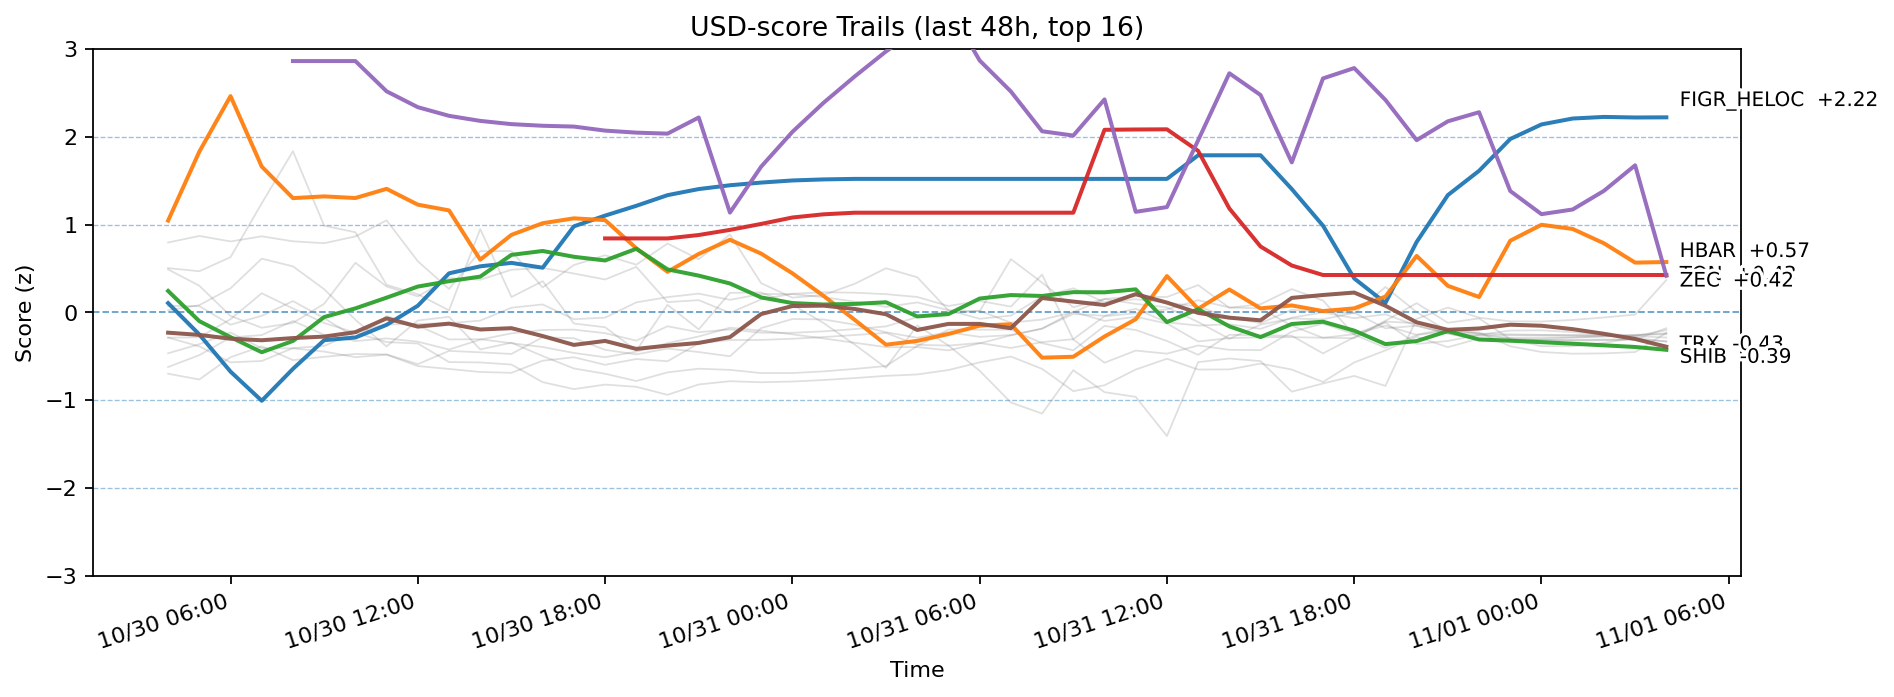 USD-score Trails (last 48h, top 16)
Score (z)
3
2
1
0
−1
−2
−3
FIGR_HELOC +2.22
HBAR +0.57
ZEC +0.42
TRX -0.43
SHIB -0.39
10/30 06:00
10/30 12:00
10/30 18:00
10/31 00:00
10/31 06:00
10/31 12:00
10/31 18:00
11/01 00:00
11/01 06:00
Time